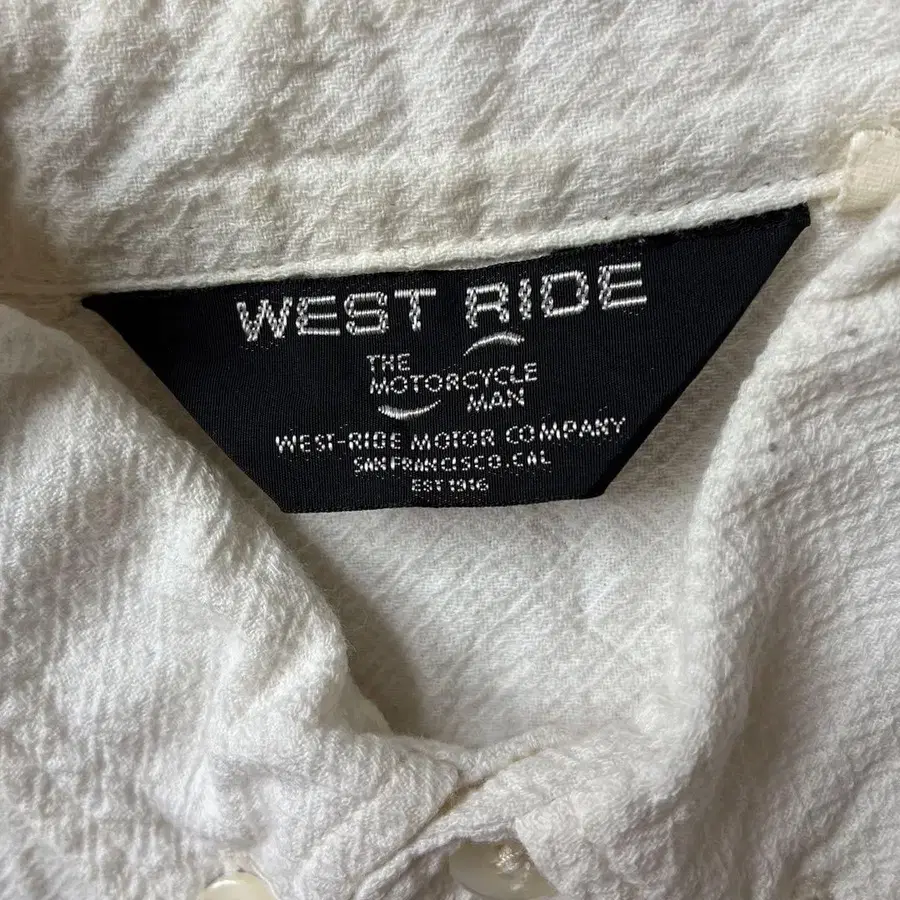 WEST RIDE
THE
MOTORCYCLE
MAN
WEST-RIDE MOTOR COMPANY
SAN FRANCISCO.CAL
EST 1916